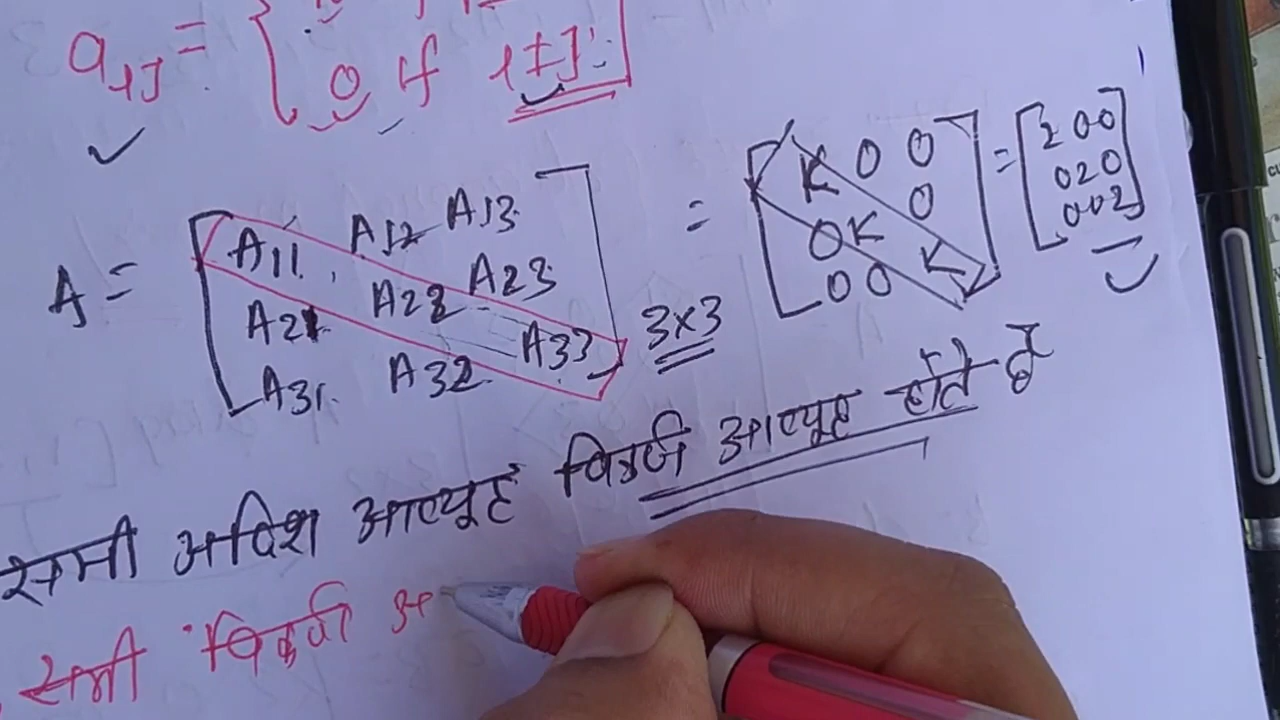 aIJ = { 0 if I≠J
A = [ A11 A12 A13
A21 A22 A23
A31 A32 A33 ] 3×3
= [ K 0 0
0 K 0
0 0 K ]
= [ 2 0 0
0 2 0
0 0 2 ]
सभी अदिश आव्यूह विकर्ण आव्यूह होते हैं
सभी विकर्ण आ